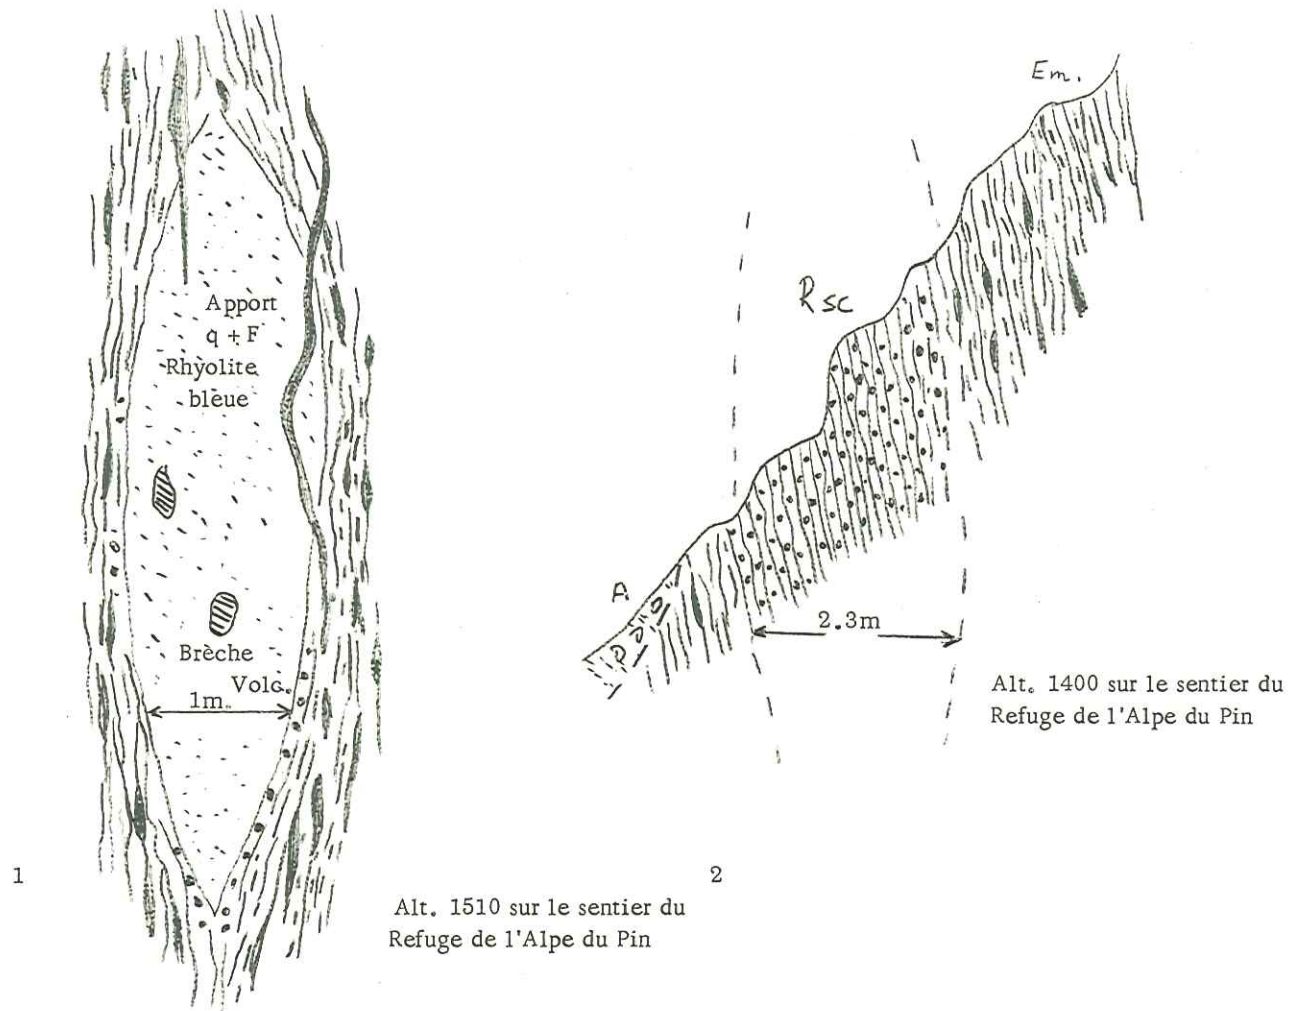 Apport
q + F
Rhyolite
bleue
Brèche
Volc.
1m.
1
Alt. 1510 sur le sentier du
Refuge de l'Alpe du Pin
Em.
R sc
A
2.3m
Alt. 1400 sur le sentier du
Refuge de l'Alpe du Pin
2